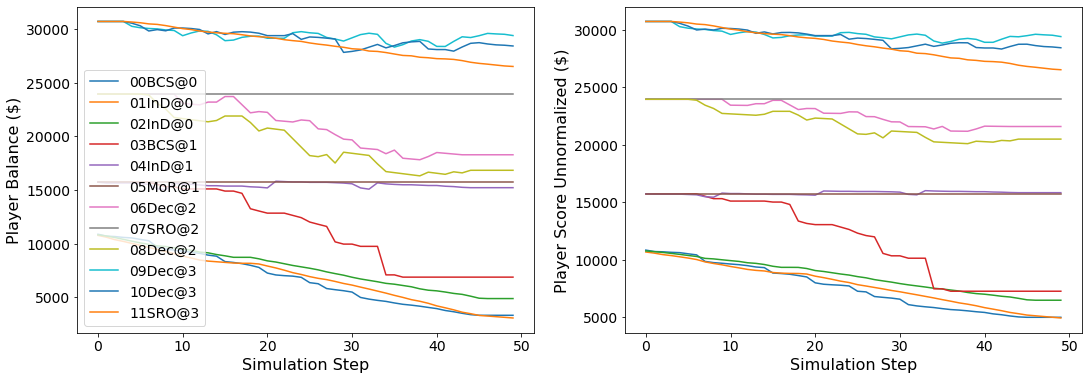 Player Balance ($)
30000
25000
20000
15000
10000
5000
00BCS@0
01InD@0
02InD@0
03BCS@1
04InD@1
05MoR@1
06Dec@2
07SRO@2
08Dec@2
09Dec@3
10Dec@3
11SRO@3
0 10 20 30 40 50
Simulation Step
Player Score Unnormalized ($)
30000
25000
20000
15000
10000
5000
0 10 20 30 40 50
Simulation Step